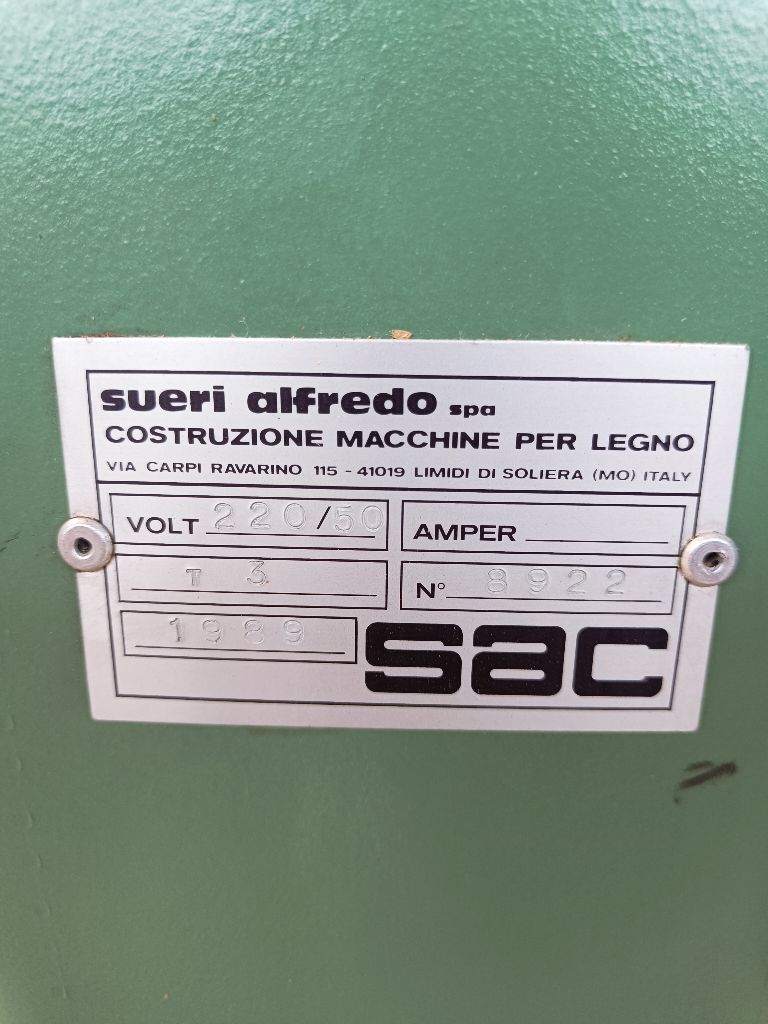 sueri alfredo spa
COSTRUZIONE MACCHINE PER LEGNO
VIA CARPI RAVARINO 115 - 41019 LIMIDI DI SOLIERA (MO) ITALY
VOLT 220/50 AMPER
T 3 N° 8922
1989 sac